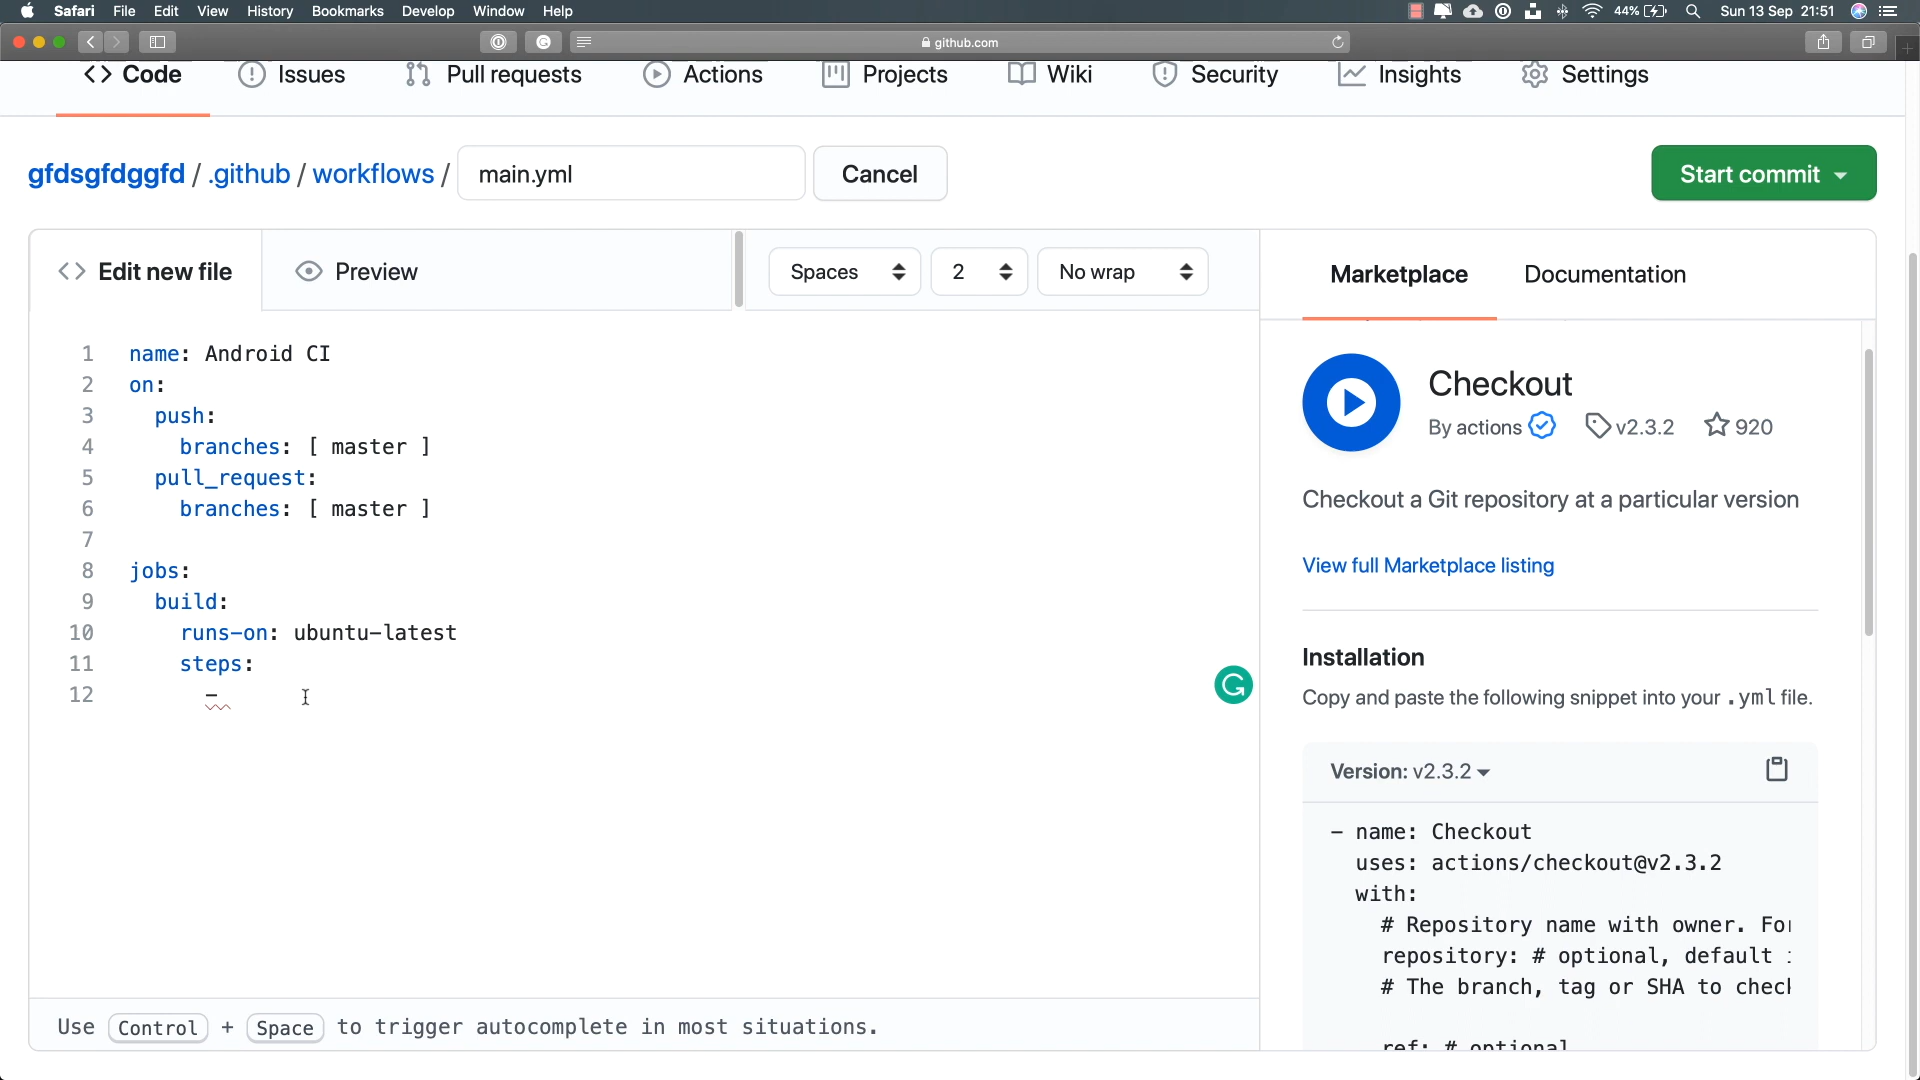 Safari File Edit View History Bookmarks Develop Window Help 44% Sun 13 Sep 21:51
github.com
<> Code Issues Pull requests Actions Projects Wiki Security Insights Settings
gfdsgfdggfd / .github / workflows / main.yml Cancel Start commit
<> Edit new file Preview Spaces 2 No wrap
Marketplace Documentation
1 name: Android CI
2 on:
3 push:
4 branches: [ master ]
5 pull_request:
6 branches: [ master ]
7
8 jobs:
9 build:
10 runs-on: ubuntu-latest
11 steps:
12 -
Use Control + Space to trigger autocomplete in most situations.
Checkout
By actions v2.3.2 920
Checkout a Git repository at a particular version
View full Marketplace listing
Installation
Copy and paste the following snippet into your .yml file.
Version: v2.3.2
- name: Checkout
uses: actions/checkout@v2.3.2
with:
# Repository name with owner. For
repository: # optional, default
# The branch, tag or SHA to check
ref: # optional